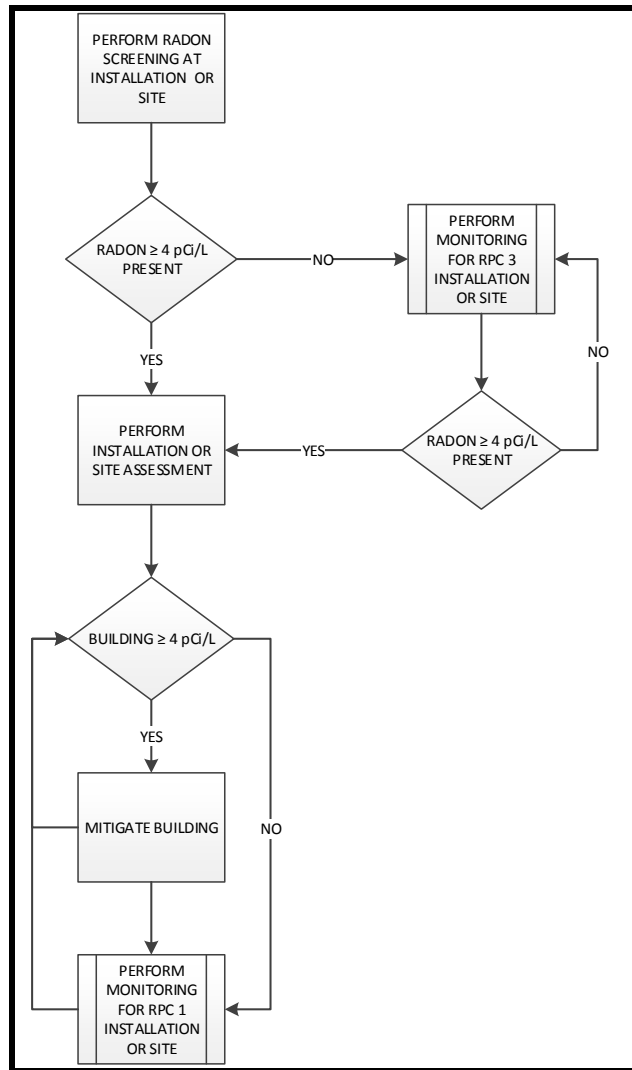 PERFORM RADON
SCREENING AT
INSTALLATION OR
SITE
RADON ≥ 4 pCi/L
PRESENT
NO
PERFORM
MONITORING
FOR RPC 3
INSTALLATION
OR SITE
YES
NO
PERFORM
INSTALLATION OR
SITE ASSESSMENT
YES
RADON ≥ 4 pCi/L
PRESENT
BUILDING ≥ 4 pCi/L
YES
MITIGATE BUILDING
NO
PERFORM
MONITORING
FOR RPC 1
INSTALLATION
OR SITE